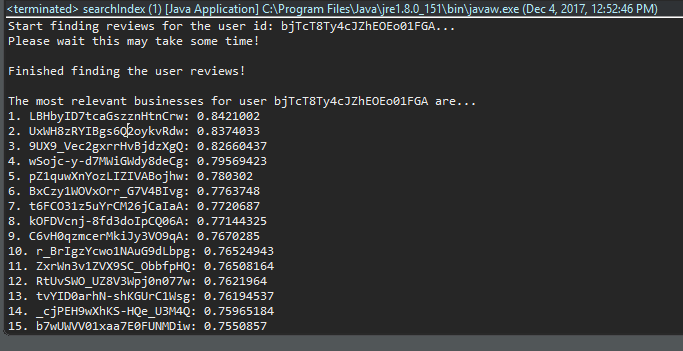 <terminated> searchIndex (1) [Java Application] C:\Program Files\Java\jre1.8.0_151\bin\javaw.exe (Dec 4, 2017, 12:52:46 PM)
Start finding reviews for the user id: bjTcT8Ty4cJZhEOEo01FGA...
Please wait this may take some time!
Finished finding the user reviews!
The most relevant businesses for user bjTcT8Ty4cJZhEOEo01FGA are...
1. LBHbyID7tcaGszznHtnCrw: 0.8421002
2. UxWH8zRYIBgs6Q2oykvRdw: 0.8374033
3. 9UX9_Vec2gxrrHvBjdzXgQ: 0.82660437
4. wSojc-y-d7MWiGWdy8deCg: 0.79569423
5. pZ1quwXnYozLIZIVABojhw: 0.780302
6. BxCzy1WOVxOrr_G7V4BIvg: 0.7763748
7. t6FCO31z5uYrCM26jCaIaA: 0.7720687
8. kOFDVcnj-8fd3doIpCQ06A: 0.77144325
9. C6vH0qzmcerMkiJy3VO9qA: 0.7670285
10. r_BrIgzYcwo1NAuG9dLbpg: 0.76524943
11. ZxrWn3v1ZVX9SC_ObbfpHQ: 0.76508164
12. RtUvSWO_UZ8V3Wpj0n077w: 0.7621964
13. tvYID0arhN-shKGUrC1Wsg: 0.76194537
14. _cjPEH9wXhKS-HQe_U3M4Q: 0.75965184
15. b7wUWVV01xaa7E0FUNMDiw: 0.7550857